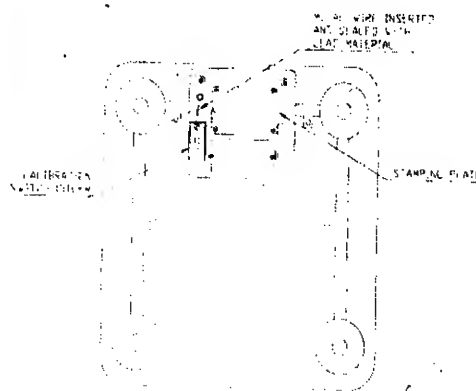 METAL WIRE INSERTED
AND SEALED WITH
LEAD MATERIAL
CALIBRATION
SWITCH COVER
STAMPING PLATE